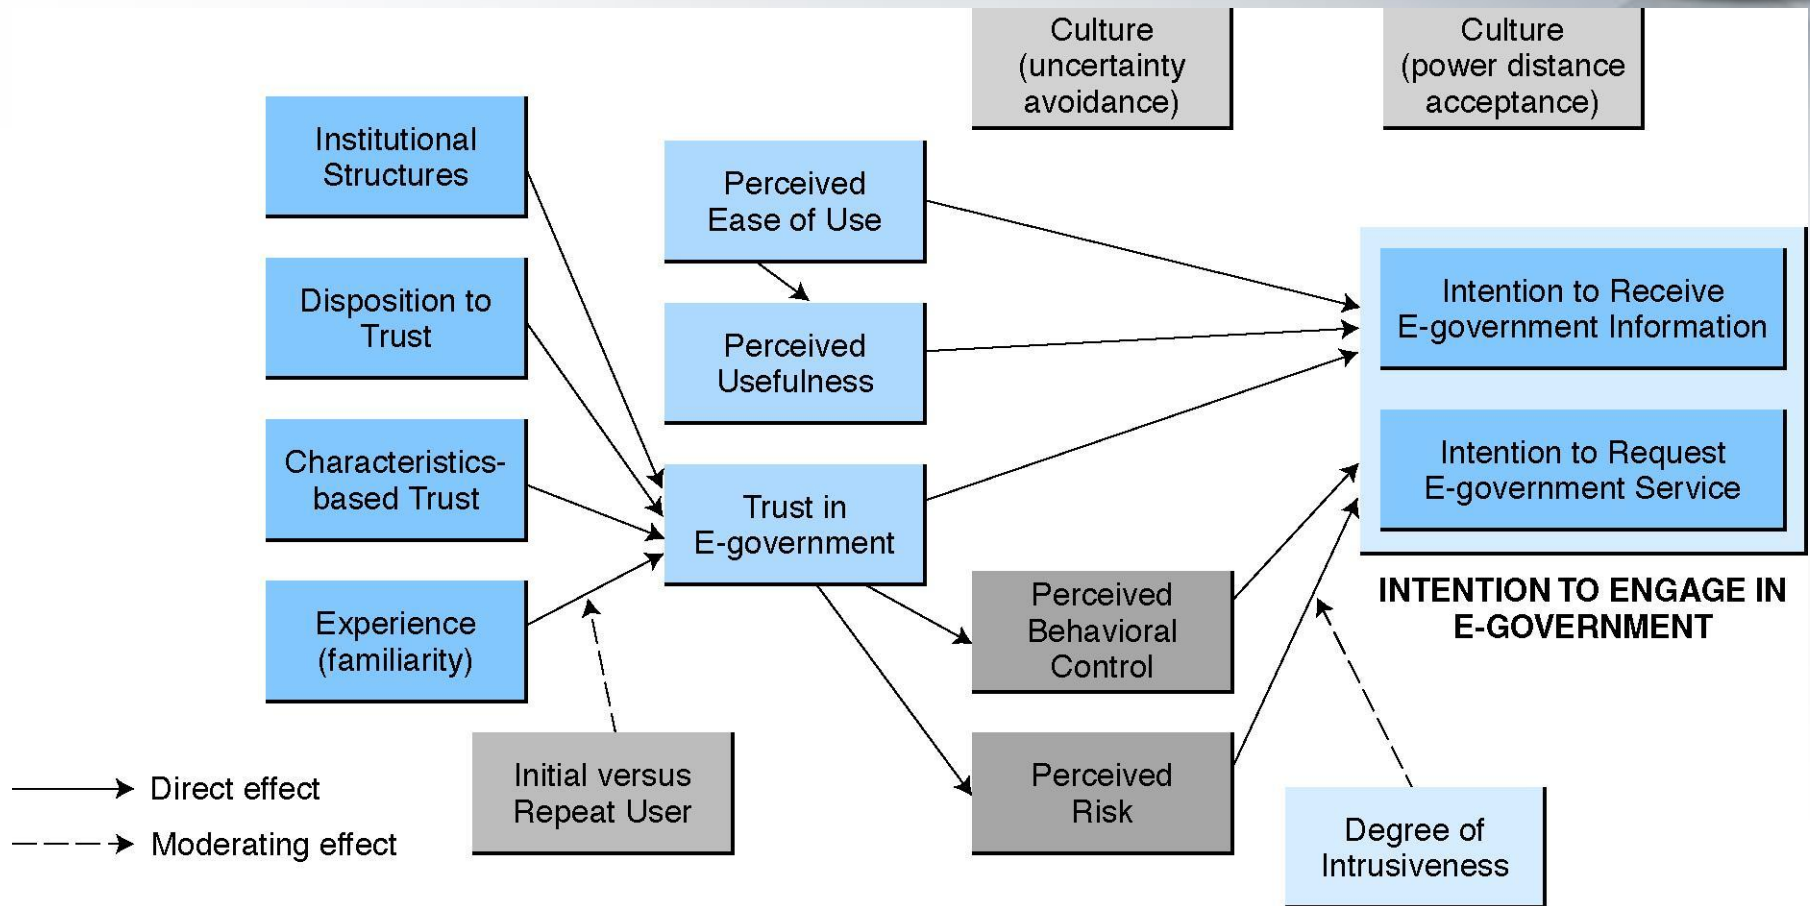 Culture
(uncertainty
avoidance)
Culture
(power distance
acceptance)
Institutional
Structures
Perceived
Ease of Use
Disposition to
Trust
Perceived
Usefulness
Intention to Receive
E-government Information
Characteristics-
based Trust
Trust in
E-government
Intention to Request
E-government Service
INTENTION TO ENGAGE IN
E-GOVERNMENT
Experience
(familiarity)
Perceived
Behavioral
Control
Initial versus
Repeat User
Perceived
Risk
Degree of
Intrusiveness
Direct effect
Moderating effect